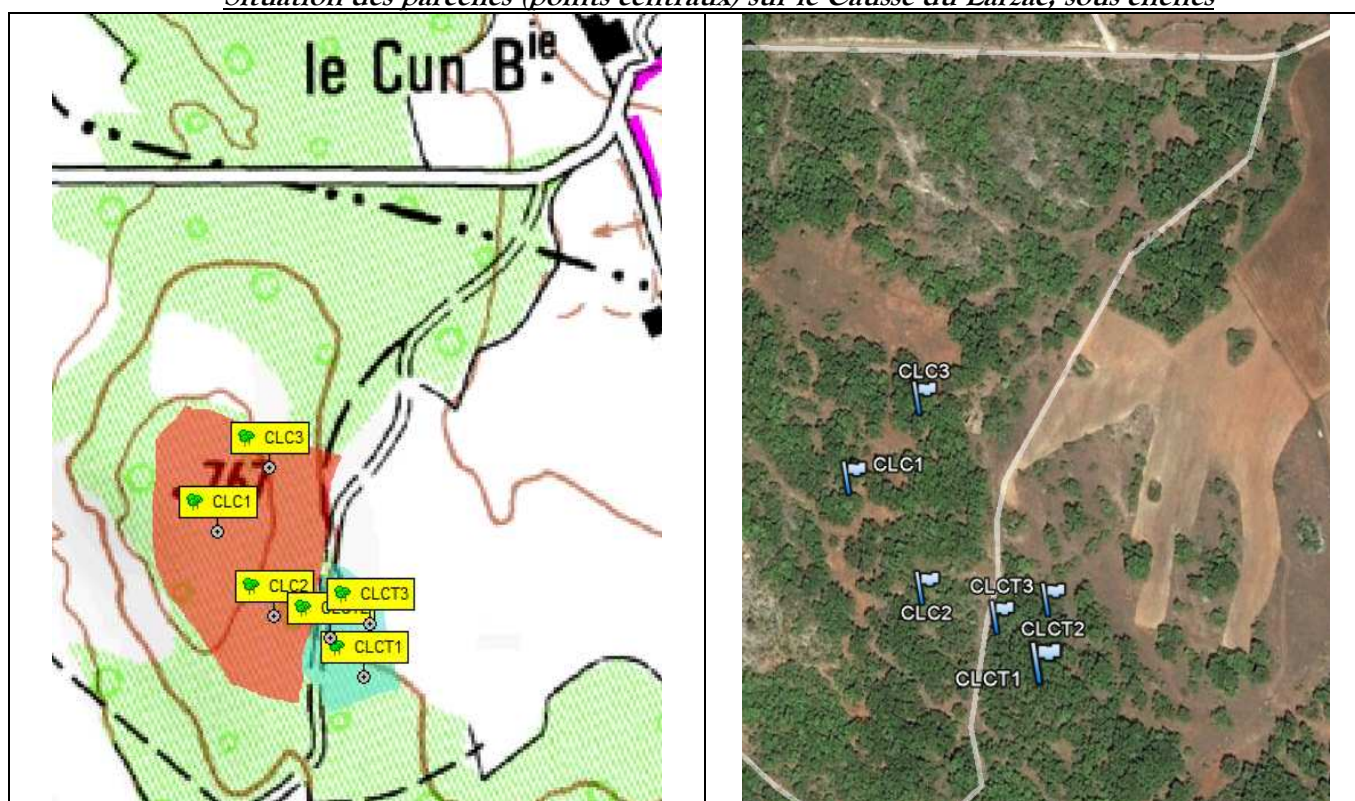 Situation des parcelles (points centraux) sur le Causse du Larzac, sous chênes
le Cun Bie.
CLC3
767
CLC1
CLC2
CLCT3
CLCT1
CLC3
CLC1
CLC2
CLCT3
CLCT2
CLCT1